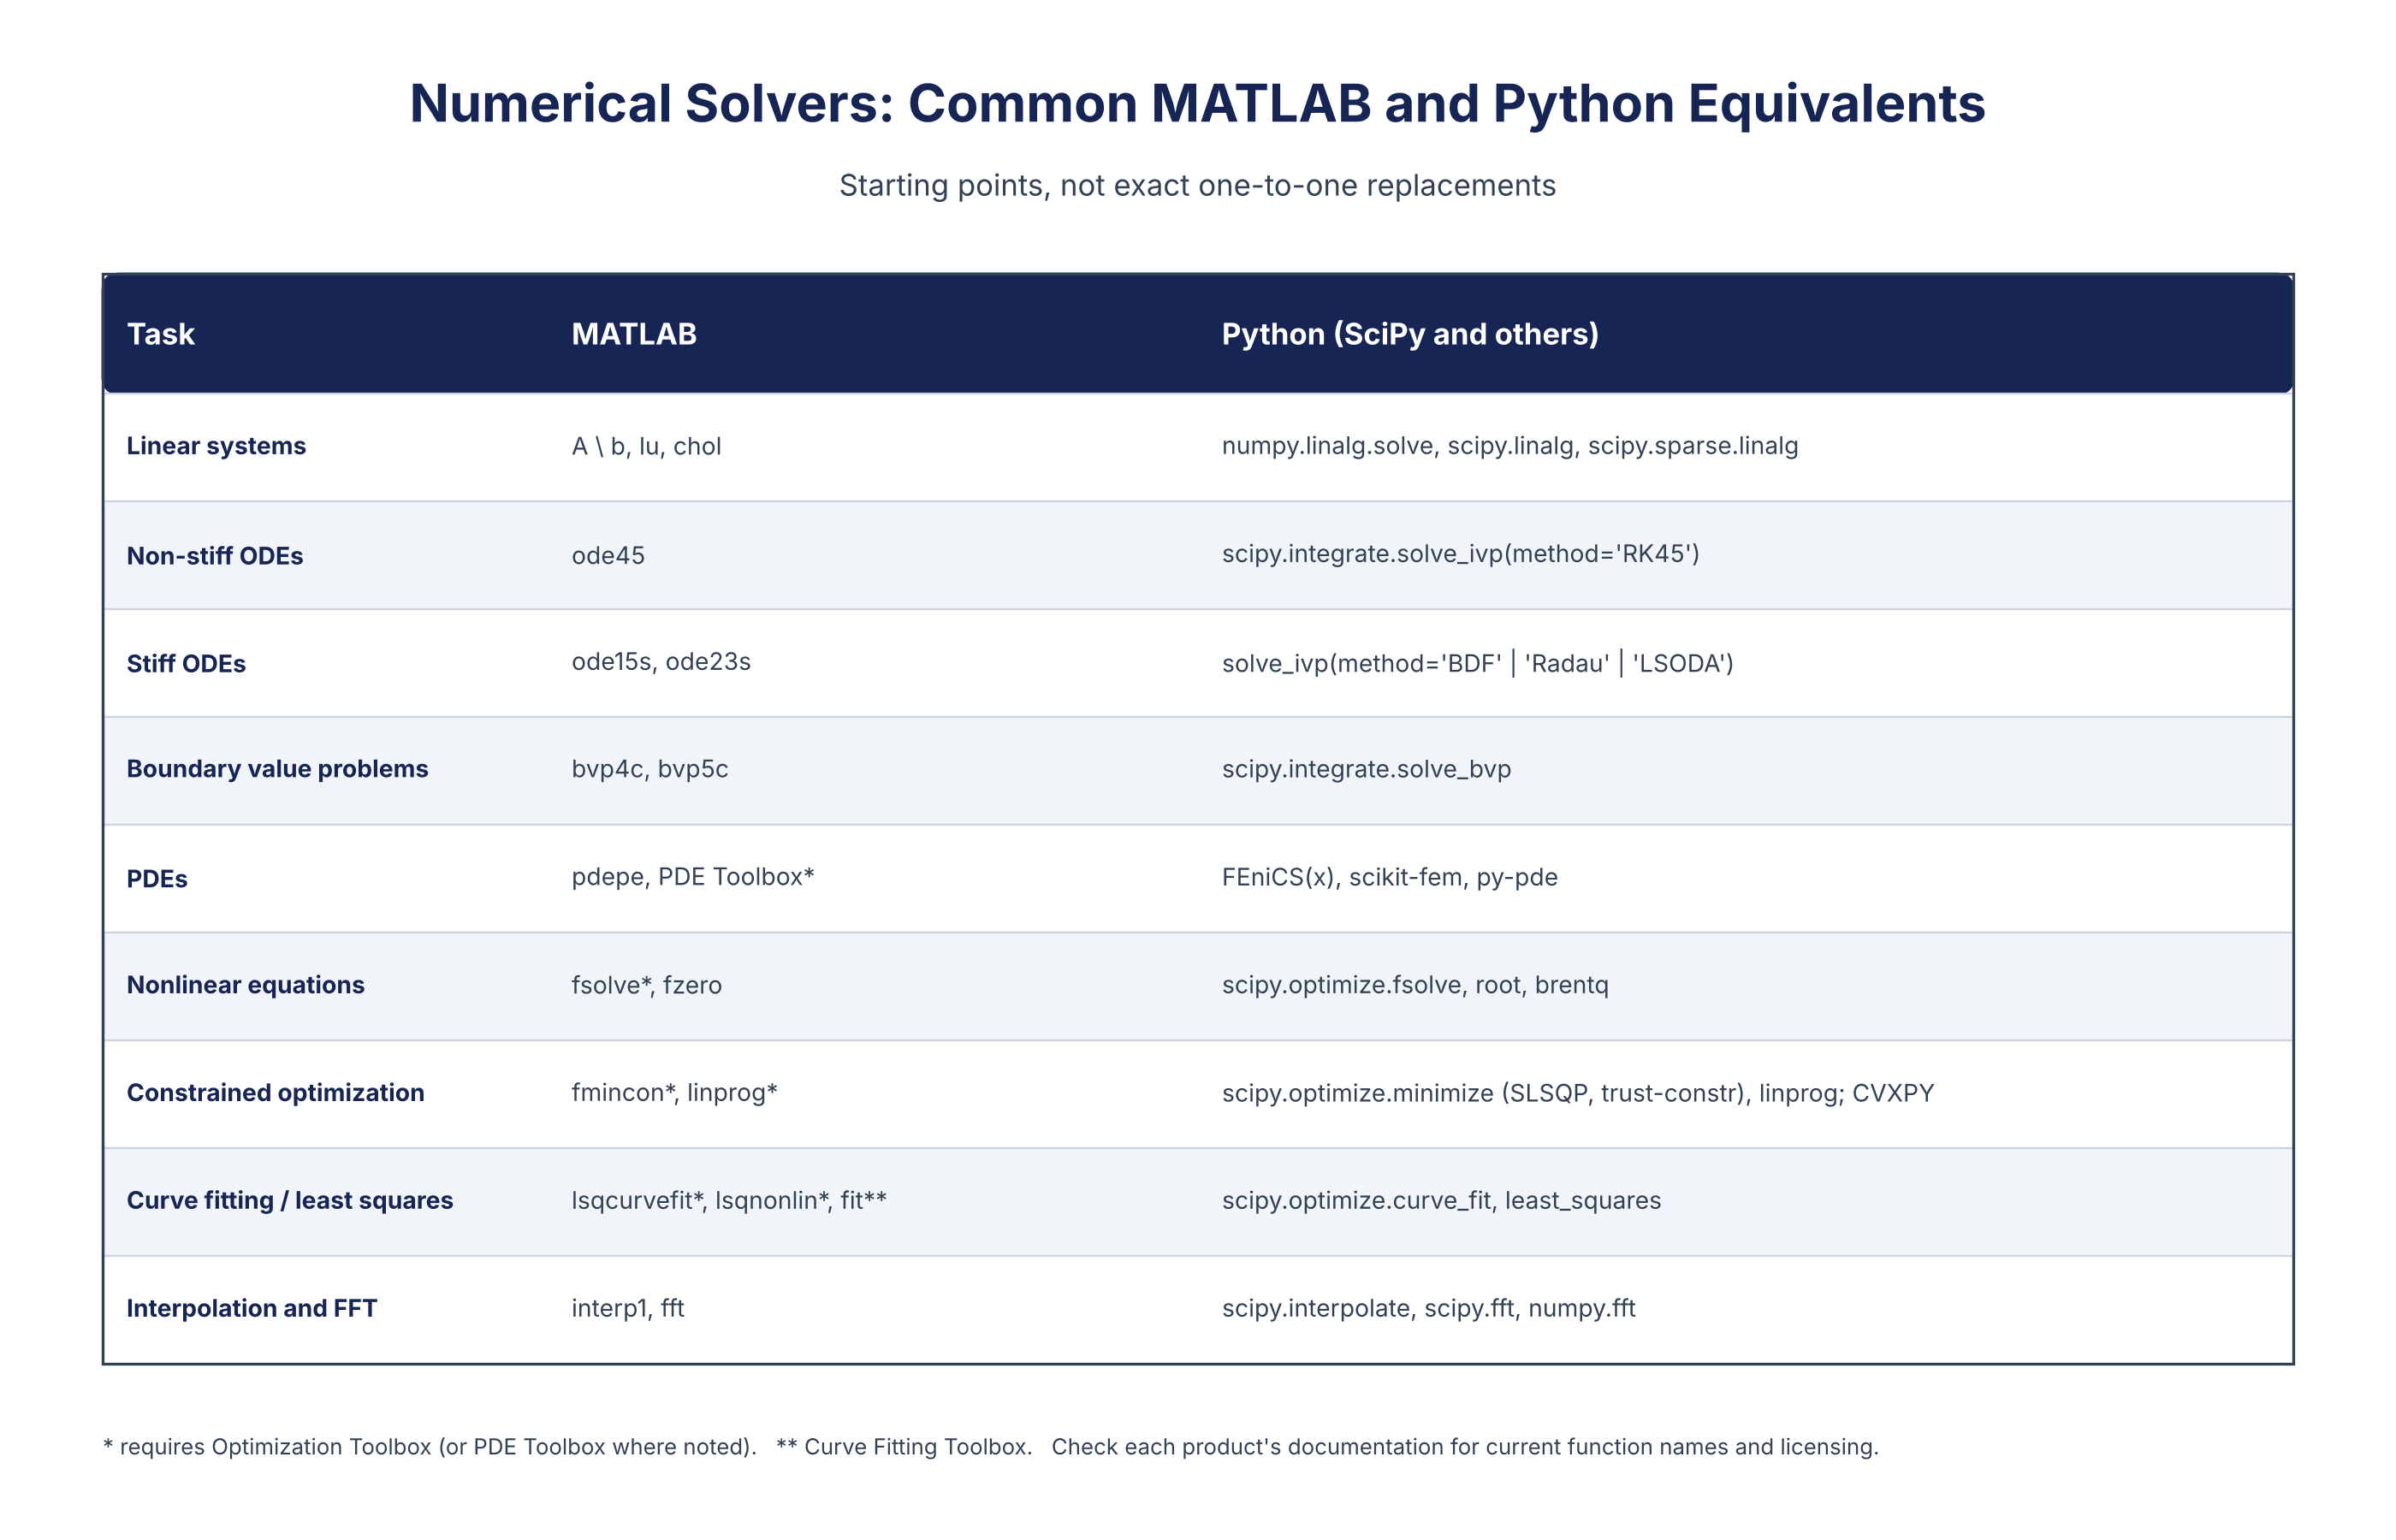 Numerical Solvers: Common MATLAB and Python Equivalents
Starting points, not exact one-to-one replacements
Task MATLAB Python (SciPy and others)
Linear systems A \ b, lu, chol numpy.linalg.solve, scipy.linalg, scipy.sparse.linalg
Non-stiff ODEs ode45 scipy.integrate.solve_ivp(method='RK45')
Stiff ODEs ode15s, ode23s solve_ivp(method='BDF' | 'Radau' | 'LSODA')
Boundary value problems bvp4c, bvp5c scipy.integrate.solve_bvp
PDEs pdepe, PDE Toolbox* FEniCS(x), scikit-fem, py-pde
Nonlinear equations fsolve*, fzero scipy.optimize.fsolve, root, brentq
Constrained optimization fmincon*, linprog* scipy.optimize.minimize (SLSQP, trust-constr), linprog; CVXPY
Curve fitting / least squares lsqcurvefit*, lsqnonlin*, fit** scipy.optimize.curve_fit, least_squares
Interpolation and FFT interp1, fft scipy.interpolate, scipy.fft, numpy.fft
* requires Optimization Toolbox (or PDE Toolbox where noted). ** Curve Fitting Toolbox. Check each product's documentation for current function names and licensing.